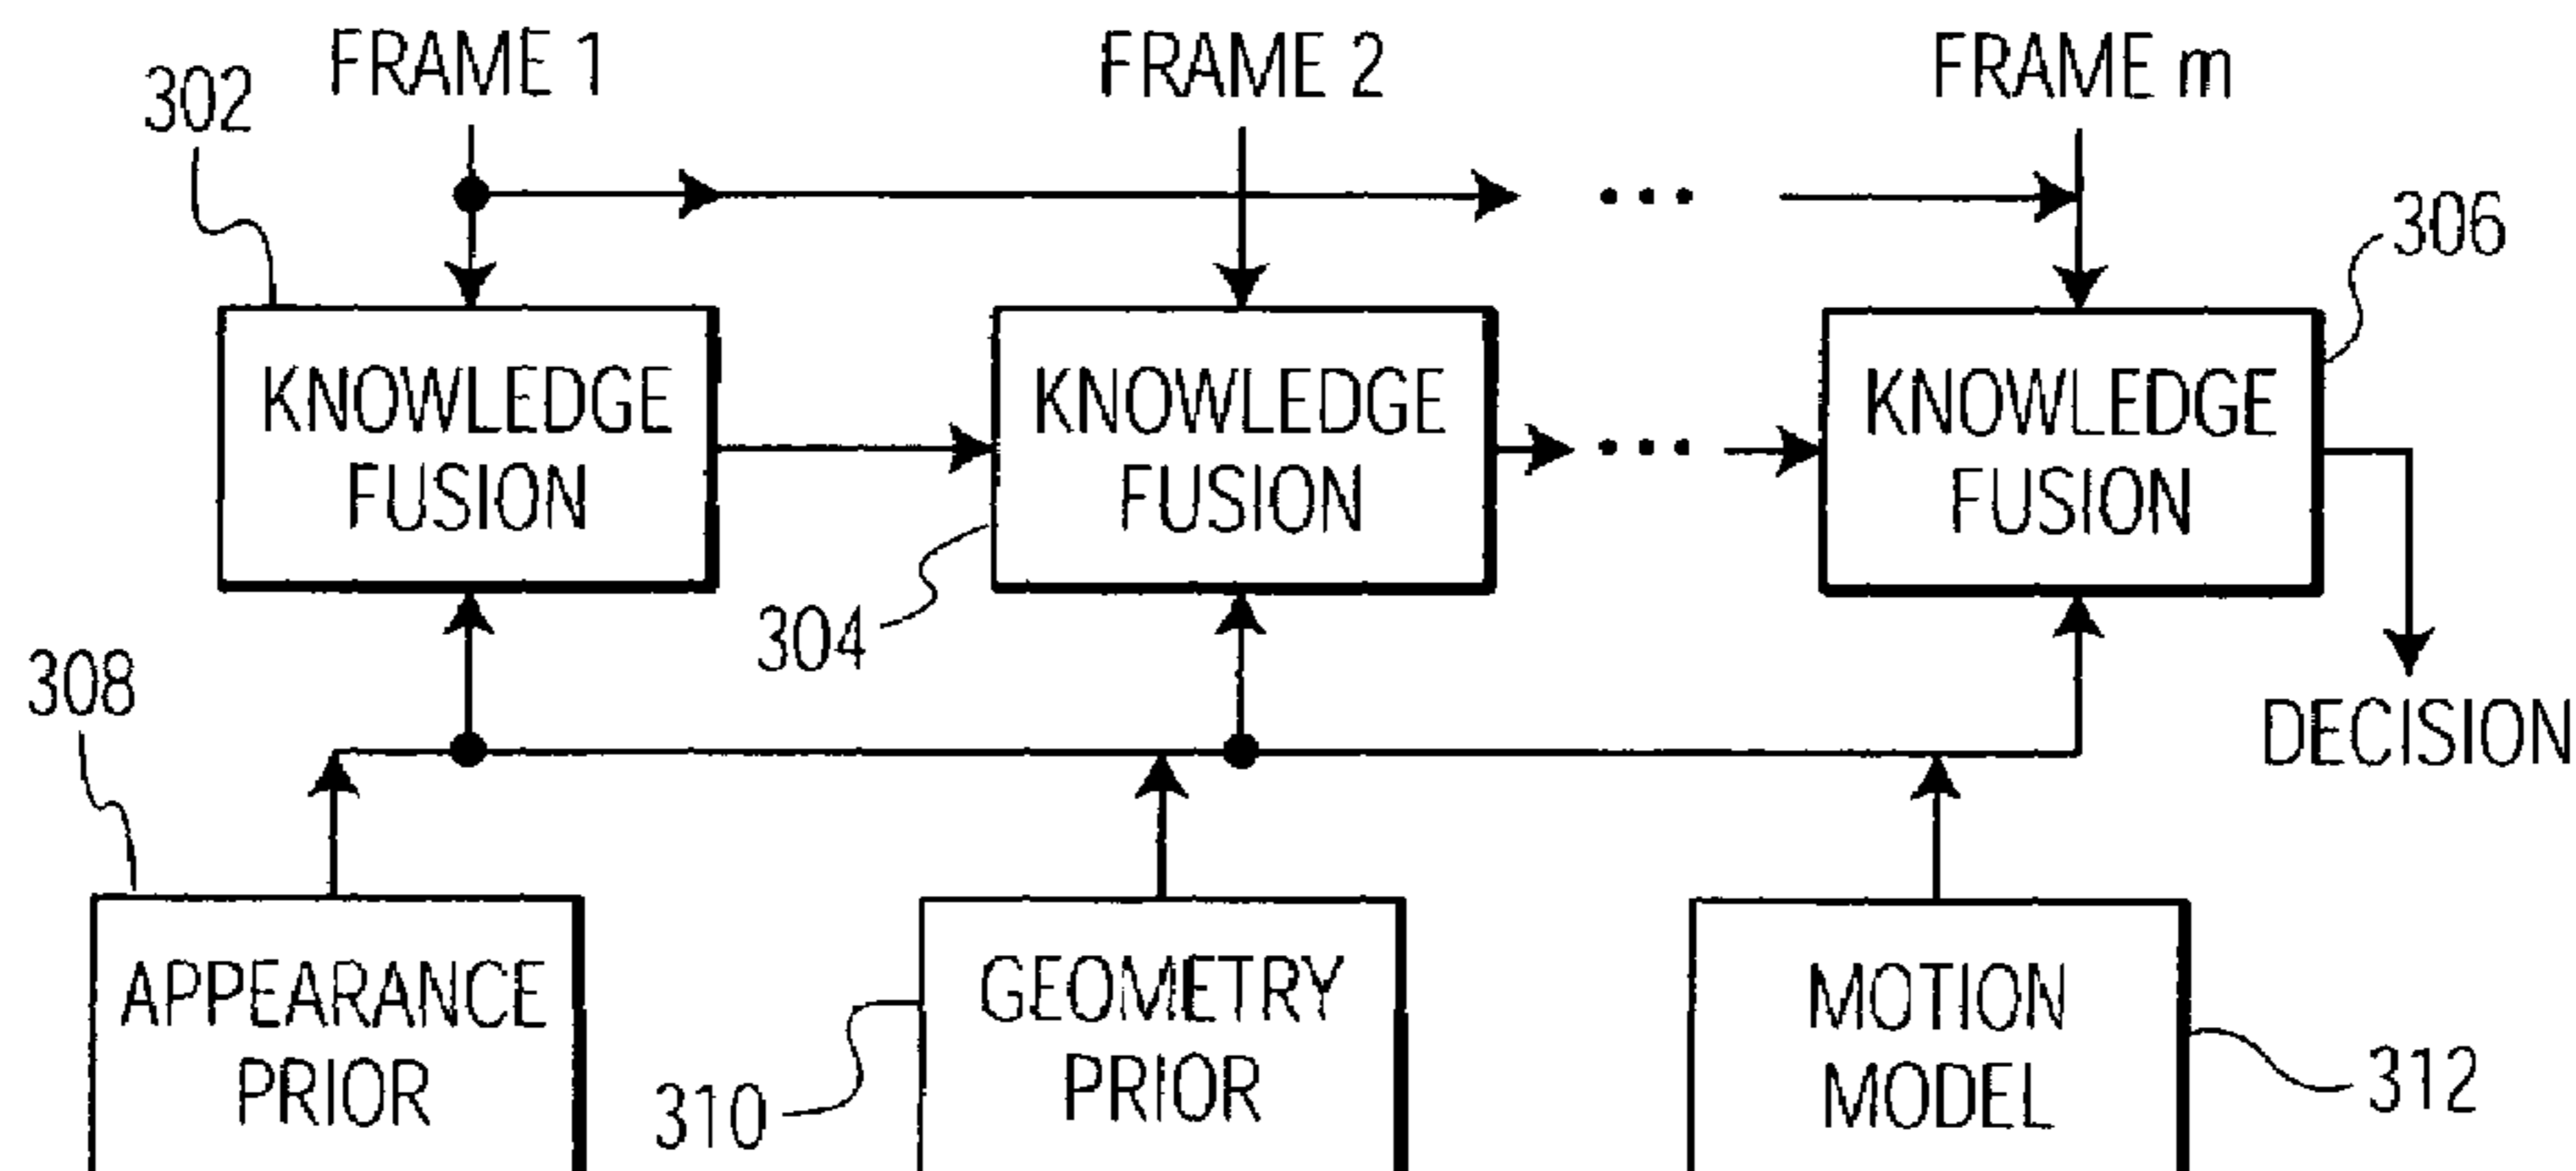 FRAME 1
FRAME 2
FRAME m
302
306
KNOWLEDGE
FUSION
KNOWLEDGE
FUSION
KNOWLEDGE
FUSION
304
308
DECISION
APPEARANCE
PRIOR
GEOMETRY
PRIOR
MOTION
MODEL
310
312